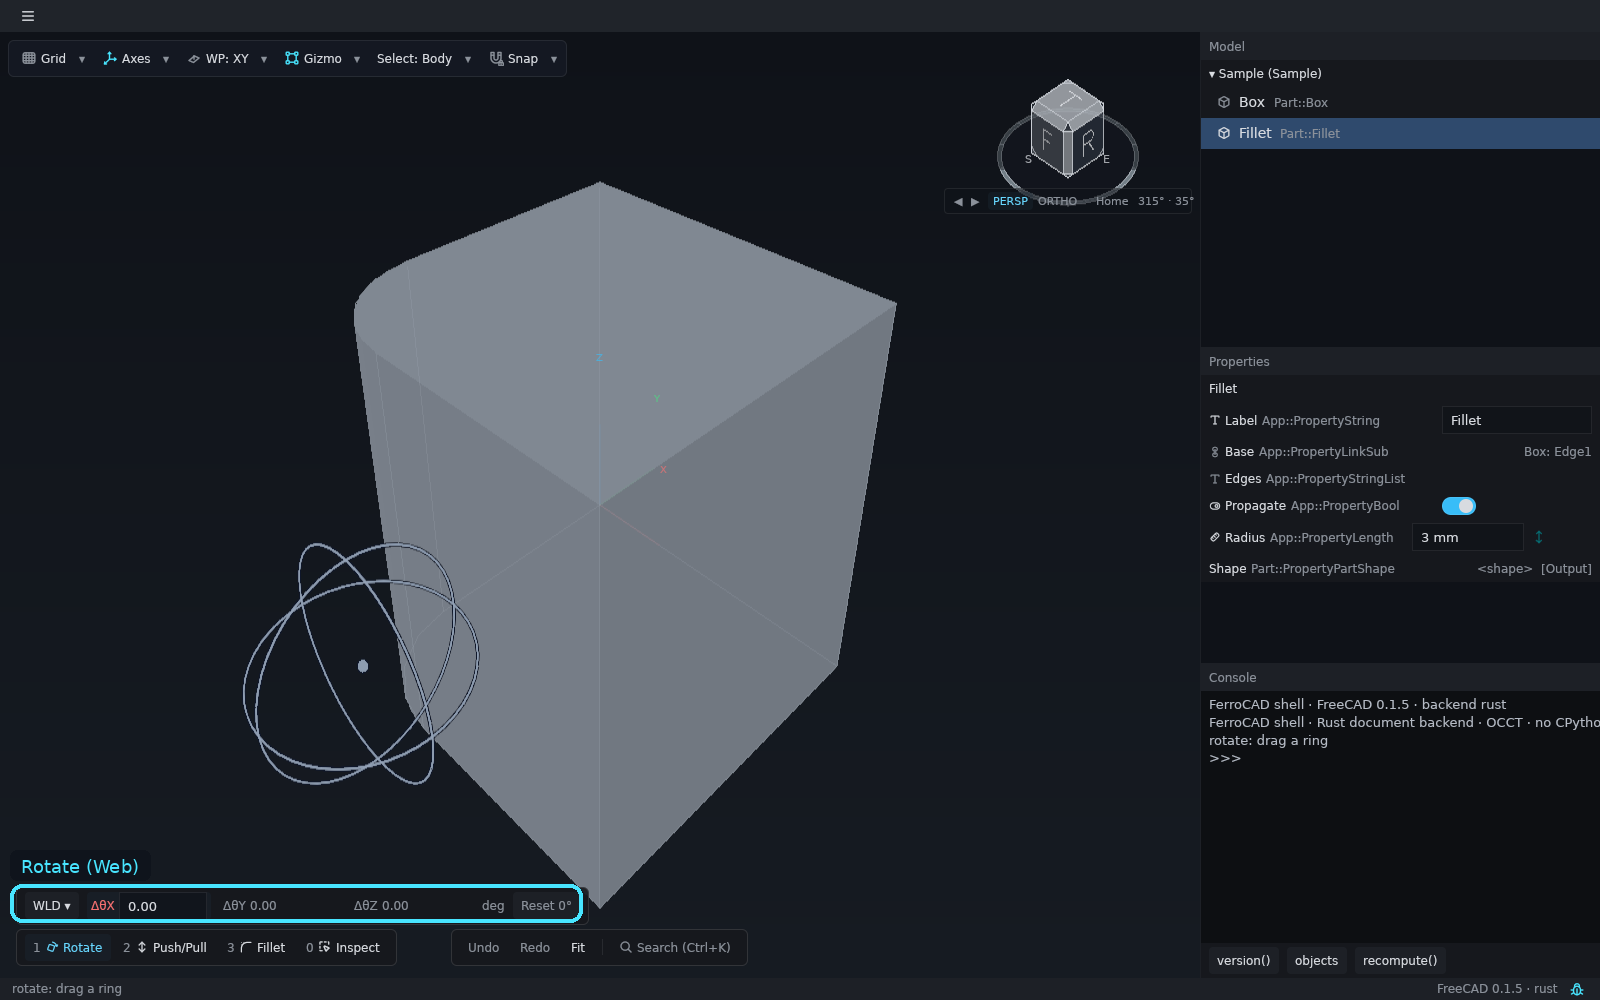 Grid ▾ Axes ▾ WP: XY ▾ Gizmo ▾ Select: Body ▾ Snap ▾
T
F R
S E
◀ ▶ PERSP ORTHO Home 315° · 35°
Z
Y
X
Rotate (Web)
WLD ▾ ΔθX 0.00 ΔθY 0.00 ΔθZ 0.00 deg Reset 0°
1 Rotate 2 Push/Pull 3 Fillet 0 Inspect
Undo Redo Fit Search (Ctrl+K)
rotate: drag a ring
Model
▾ Sample (Sample)
Box Part::Box
Fillet Part::Fillet
Properties
Fillet
Label App::PropertyString Fillet
Base App::PropertyLinkSub Box: Edge1
Edges App::PropertyStringList
Propagate App::PropertyBool
Radius App::PropertyLength 3 mm
Shape Part::PropertyPartShape <shape> [Output]
Console
FerroCAD shell · FreeCAD 0.1.5 · backend rust
FerroCAD shell · Rust document backend · OCCT · no CPytho
rotate: drag a ring
>>>
version() objects recompute()
FreeCAD 0.1.5 · rust